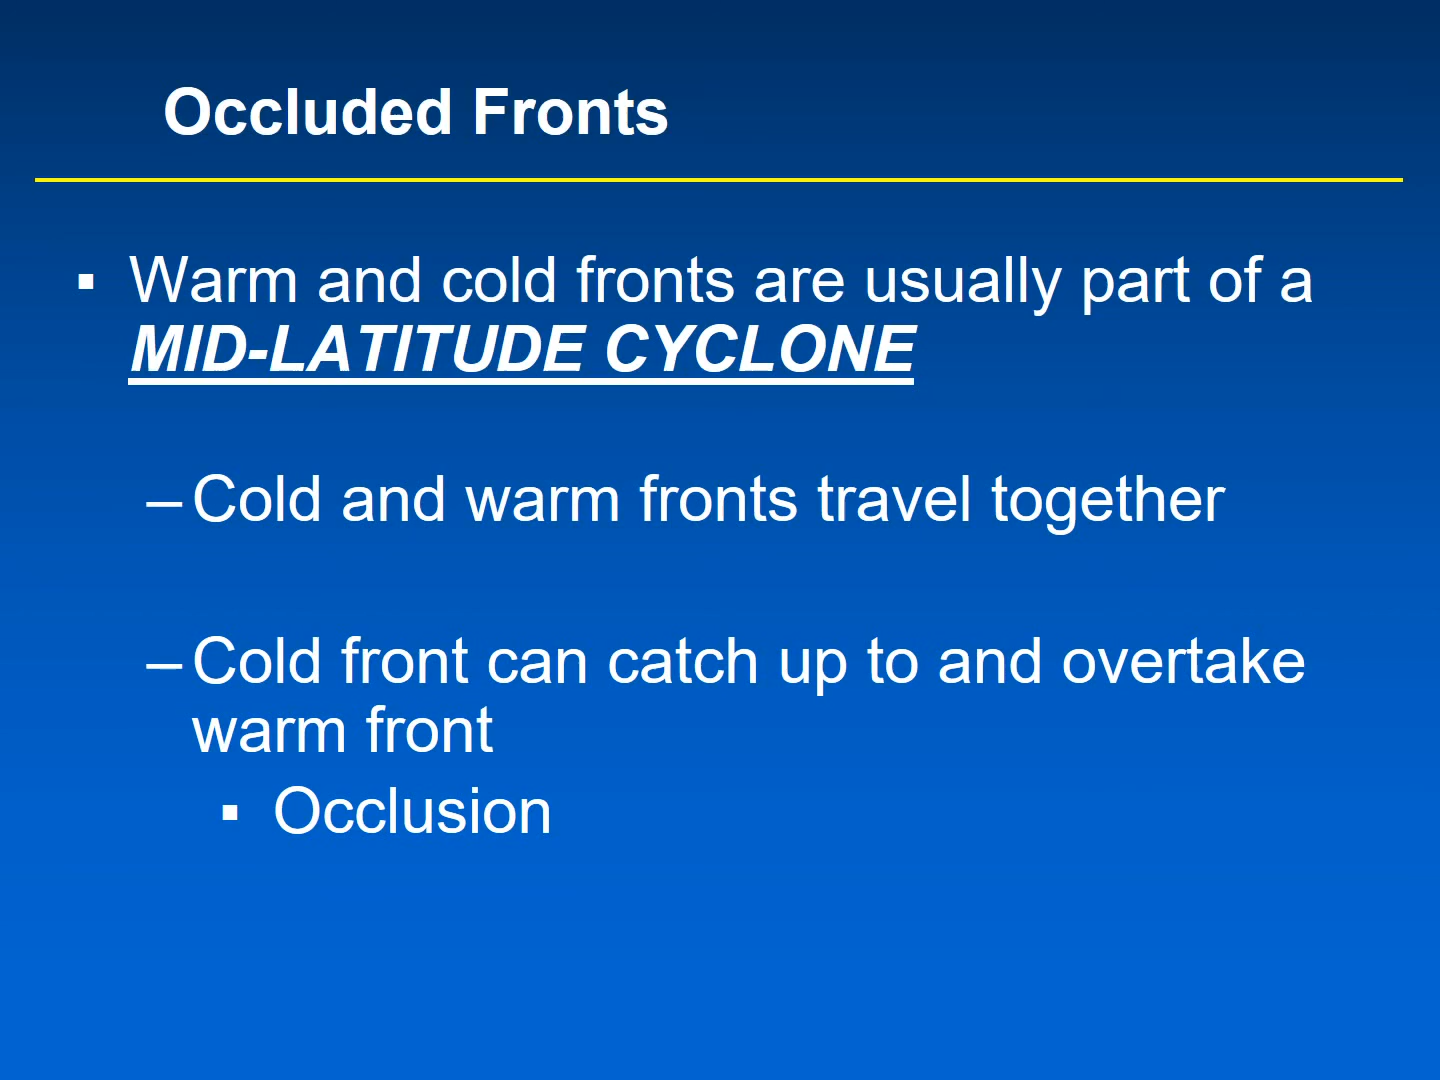 Occluded Fronts
▪ Warm and cold fronts are usually part of a
MID-LATITUDE CYCLONE
– Cold and warm fronts travel together
– Cold front can catch up to and overtake
warm front
▪ Occlusion